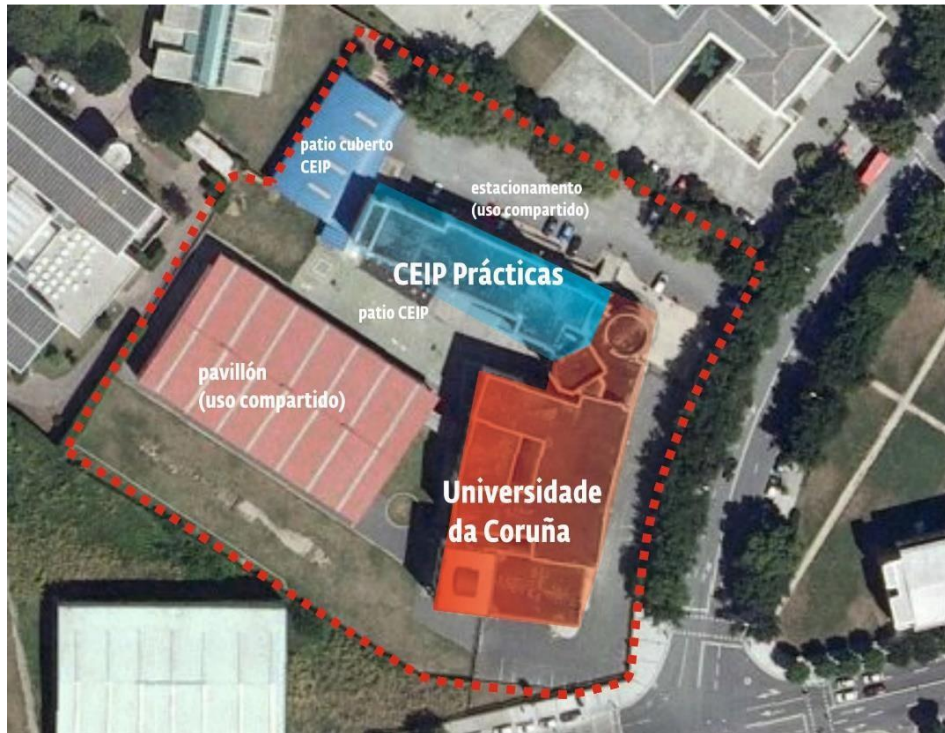 patio cuberto
CEIP
estacionamento
(uso compartido)
CEIP Prácticas
patio CEIP
pavillón
(uso compartido)
Universidade
da Coruña